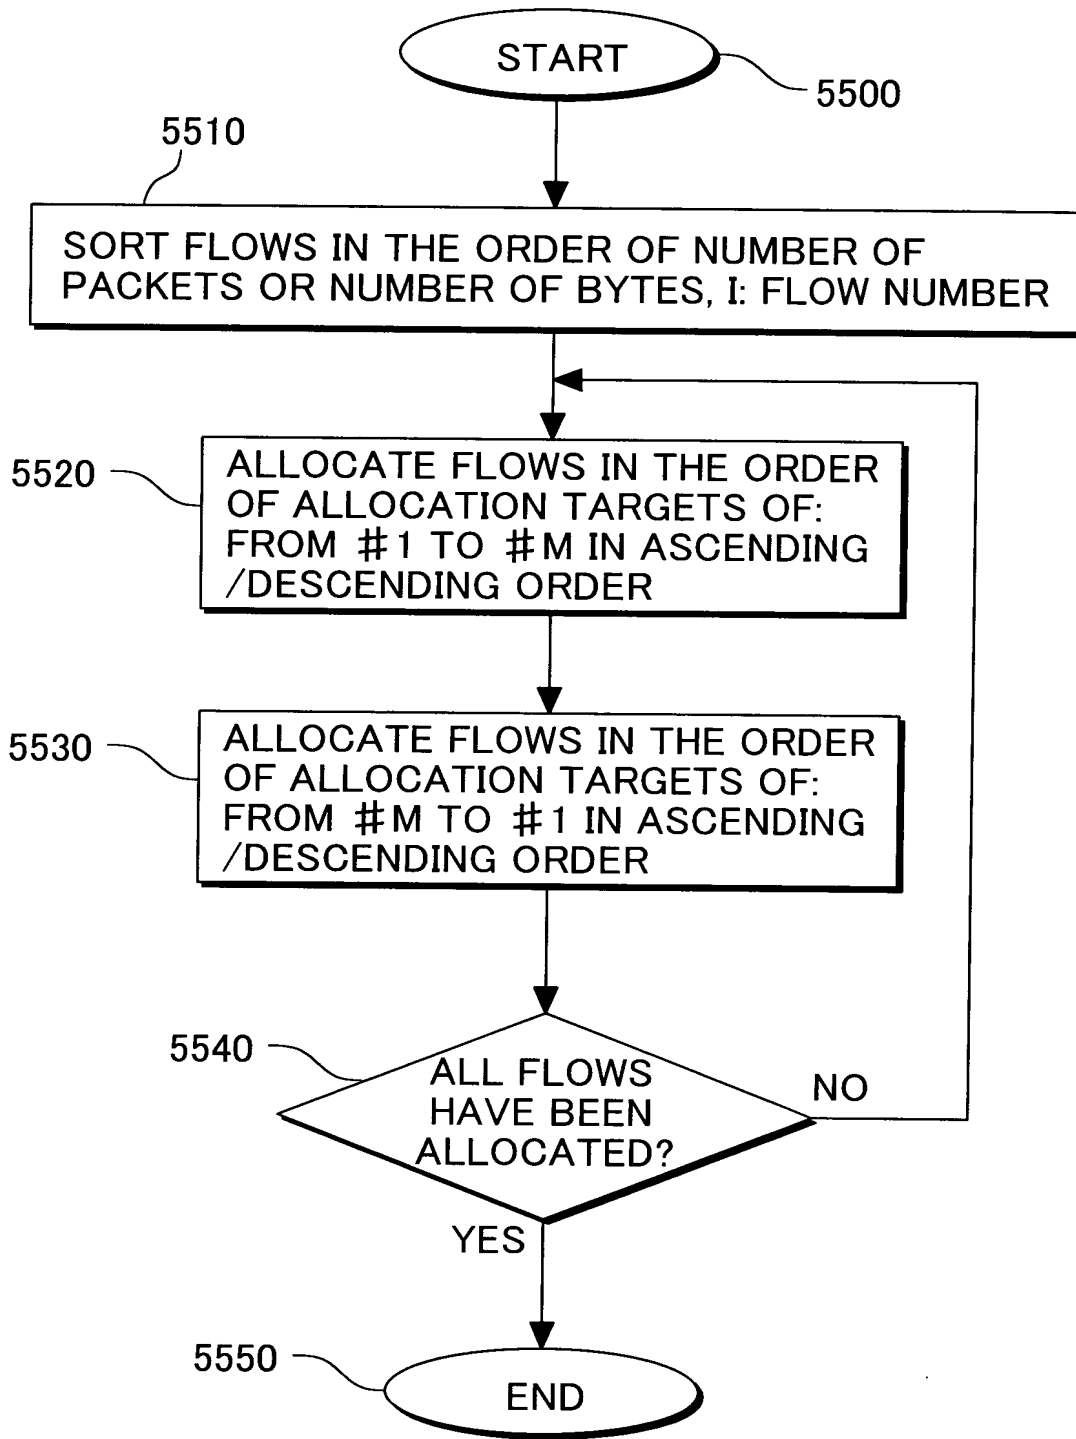 START
5500
5510
SORT FLOWS IN THE ORDER OF NUMBER OF
PACKETS OR NUMBER OF BYTES, I: FLOW NUMBER
5520
ALLOCATE FLOWS IN THE ORDER
OF ALLOCATION TARGETS OF:
FROM #1 TO #M IN ASCENDING
/DESCENDING ORDER
5530
ALLOCATE FLOWS IN THE ORDER
OF ALLOCATION TARGETS OF:
FROM #M TO #1 IN ASCENDING
/DESCENDING ORDER
5540
ALL FLOWS
HAVE BEEN
ALLOCATED?
NO
YES
5550
END